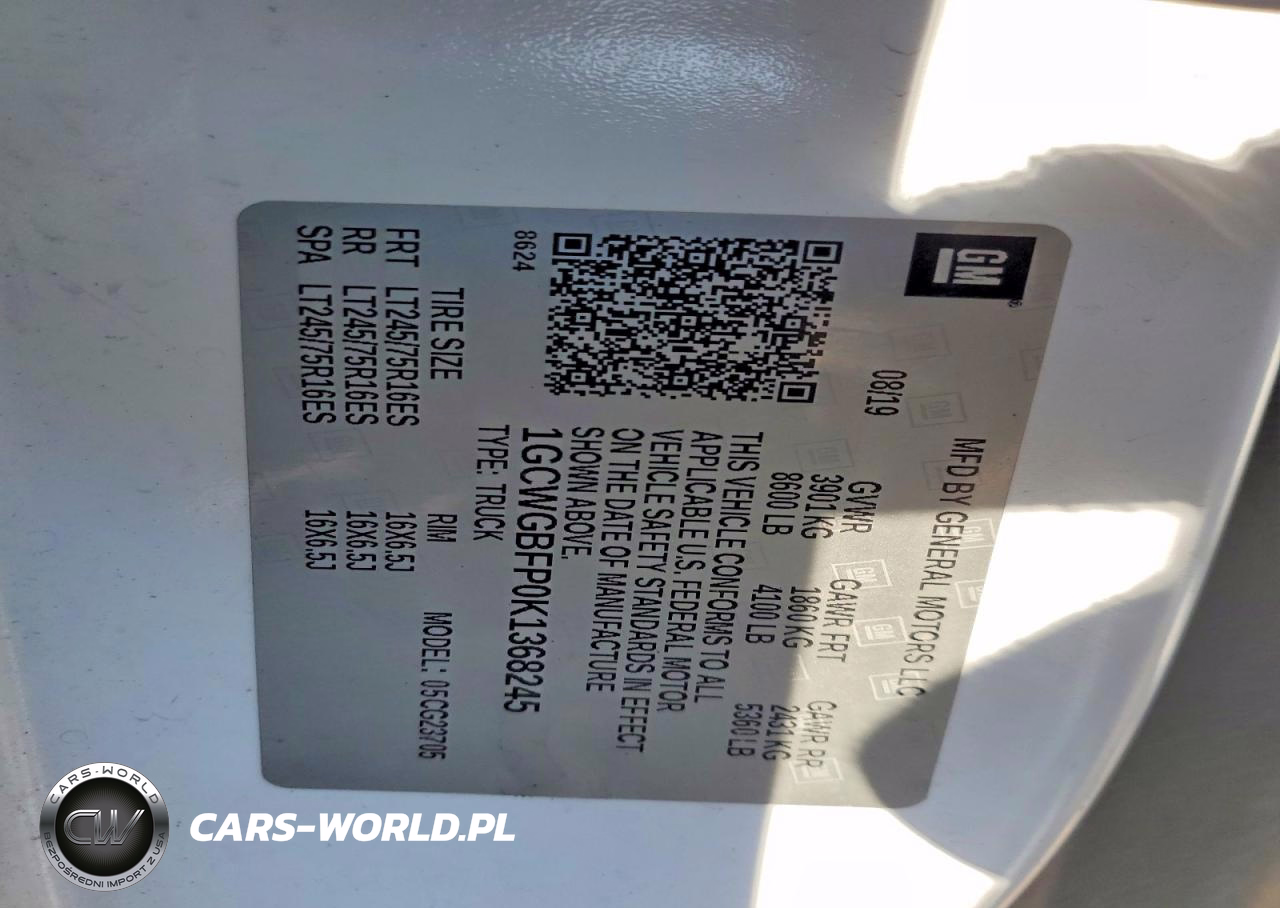 GM
®
MFD BY GENERAL MOTORS LLC
08/19 GVWR GAWR FRT GAWR RR
3901 KG 1860 KG 2431 KG
8600 LB 4100 LB 5360 LB
THIS VEHICLE CONFORMS TO ALL
APPLICABLE U.S. FEDERAL MOTOR
VEHICLE SAFETY STANDARDS IN EFFECT
ON THE DATE OF MANUFACTURE
SHOWN ABOVE.
1GCWGBFP0K1368245
8624 TYPE: TRUCK
TIRE SIZE RIM MODEL: 05CG23705
FRT LT245/75R16ES 16X6.5J
RR LT245/75R16ES 16X6.5J
SPA LT245/75R16ES 16X6.5J
CARS-WORLD
CW
BEZPOŚREDNI IMPORT Z USA
CARS-WORLD.PL